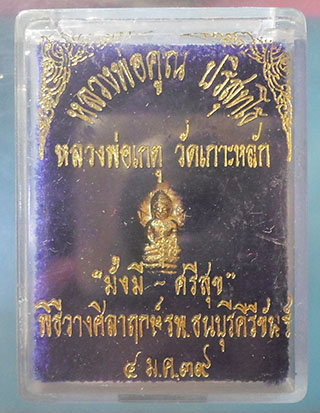 หลวงพ่อคูณ ปริสุทโธ
หลวงพ่อเกตุ วัดเกาะหลัก
"มั่งมี ~ ศรีสุข"
พิธีวางศิลาฤกษ์รพ.ธนบุรีคีรีขันธ์
๔ ม.ค.๓๙